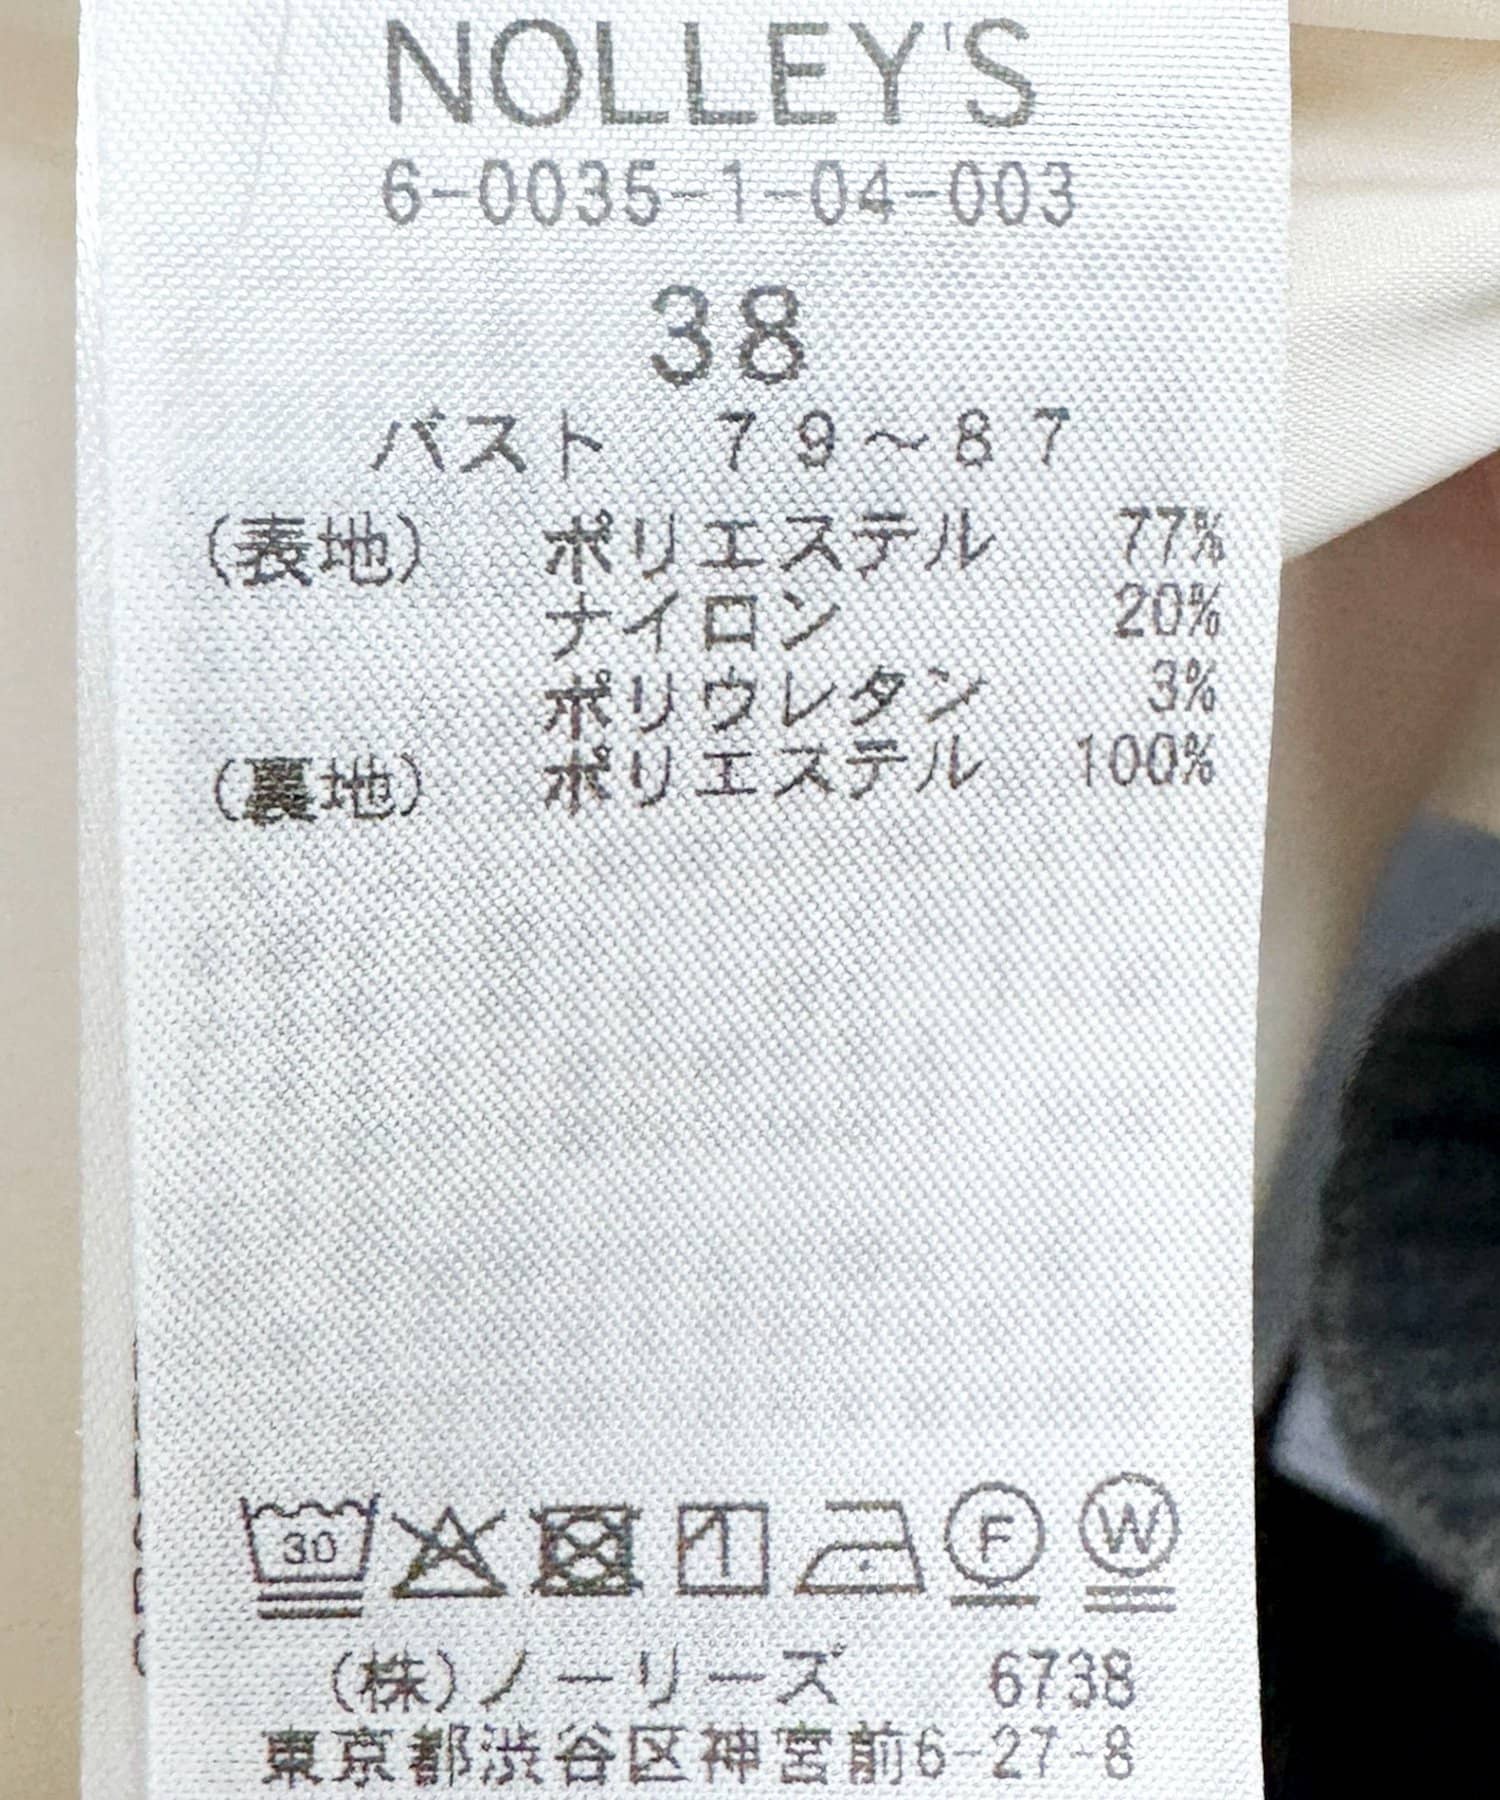 NOLLEY'S
6-0035-1-04-003
38
バスト 79～87
(表地) ポリエステル 77%
ナイロン 20%
ポリウレタン 3%
(裏地) ポリエステル 100%
30 F W
(株)ノーリーズ 6738
東京都渋谷区神宮前6-27-8